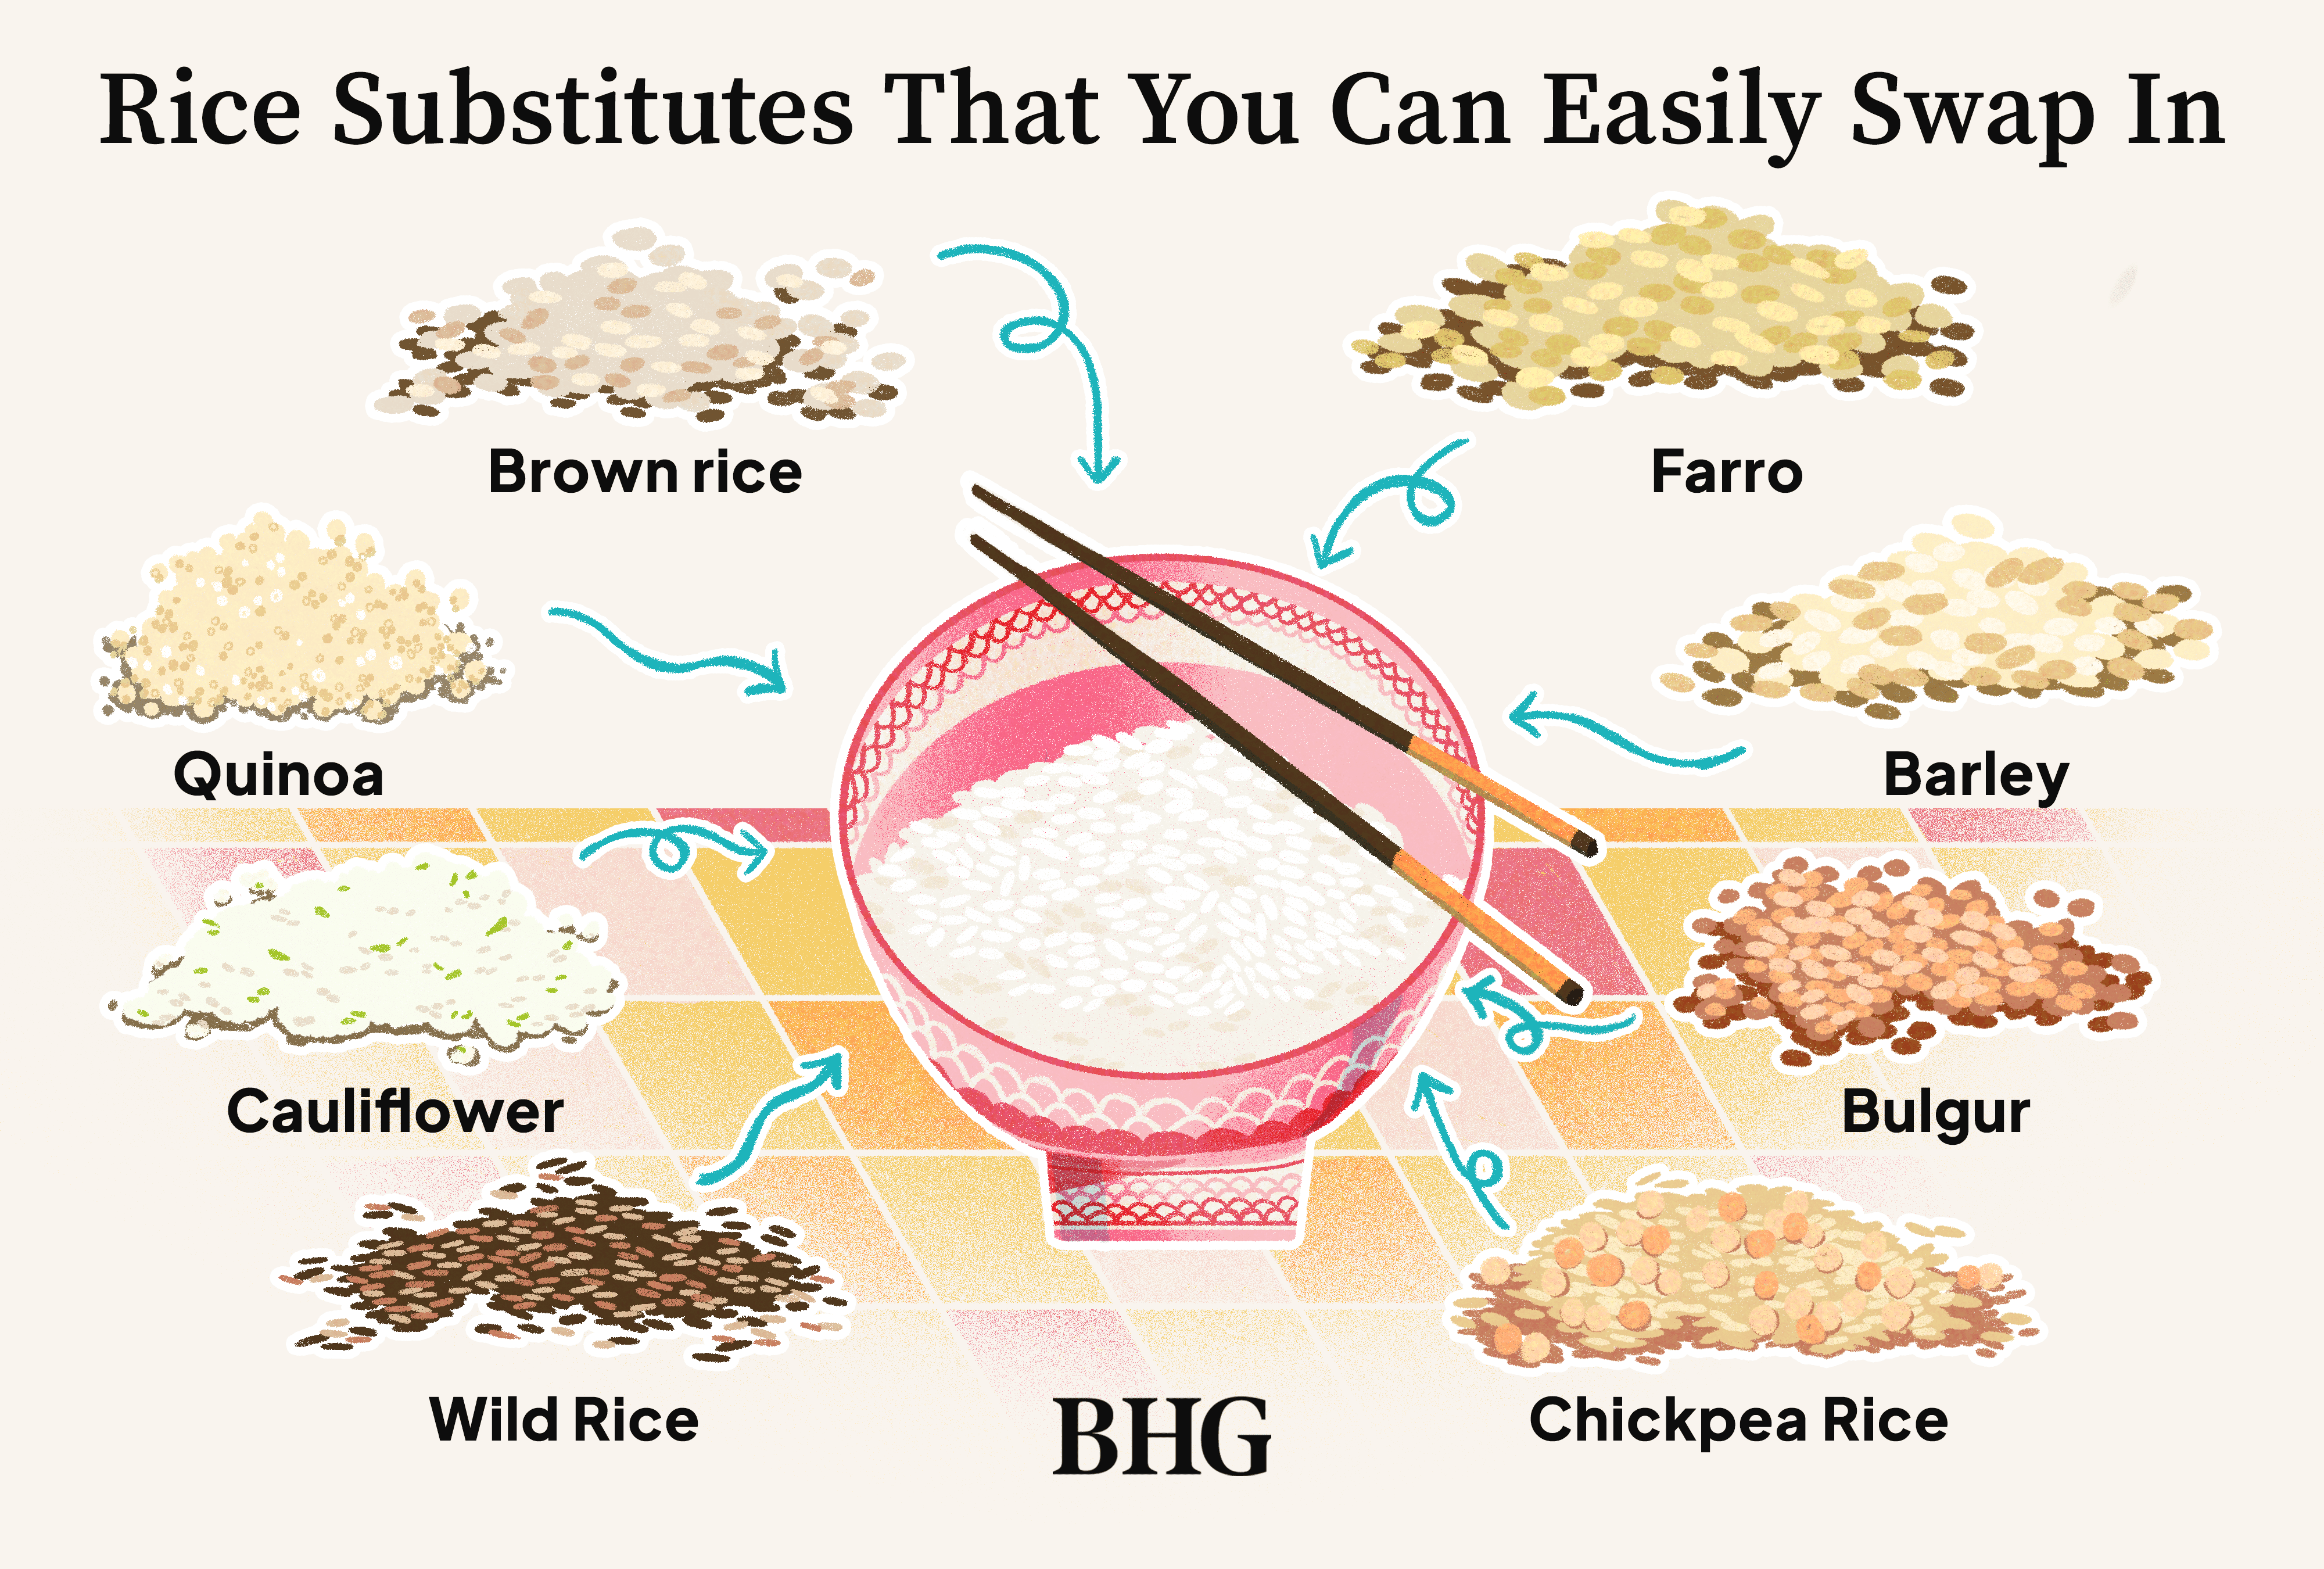 Rice Substitutes That You Can Easily Swap In
Brown rice
Farro
Quinoa
Barley
Cauliflower
Bulgur
Wild Rice
Chickpea Rice
BHG